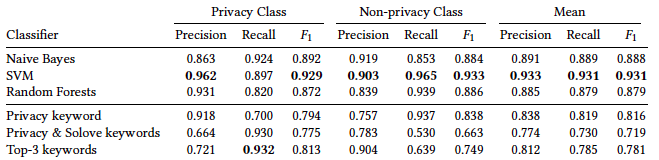 Privacy Class Non-privacy Class Mean
Classifier Precision Recall F1 Precision Recall F1 Precision Recall F1
Naive Bayes 0.863 0.924 0.892 0.919 0.853 0.884 0.891 0.889 0.888
SVM 0.962 0.897 0.929 0.903 0.965 0.933 0.933 0.931 0.931
Random Forests 0.931 0.820 0.872 0.839 0.939 0.886 0.885 0.879 0.879
Privacy keyword 0.918 0.700 0.794 0.757 0.937 0.838 0.838 0.819 0.816
Privacy & Solove keywords 0.664 0.930 0.775 0.783 0.530 0.663 0.774 0.730 0.719
Top-3 keywords 0.721 0.932 0.813 0.904 0.639 0.749 0.812 0.785 0.781